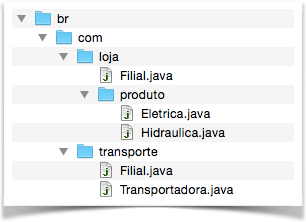 br
com
loja
Filial.java
produto
Eletrica.java
Hidraulica.java
transporte
Filial.java
Transportadora.java